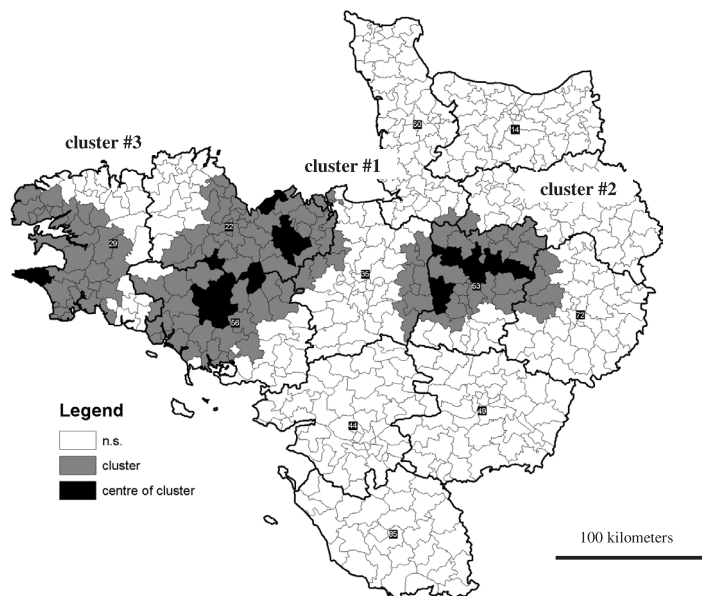 50
14
cluster #3
cluster #1
cluster #2
22
29
35
53
56
72
Legend
n.s.
cluster
centre of cluster
49
44
85
100 kilometers